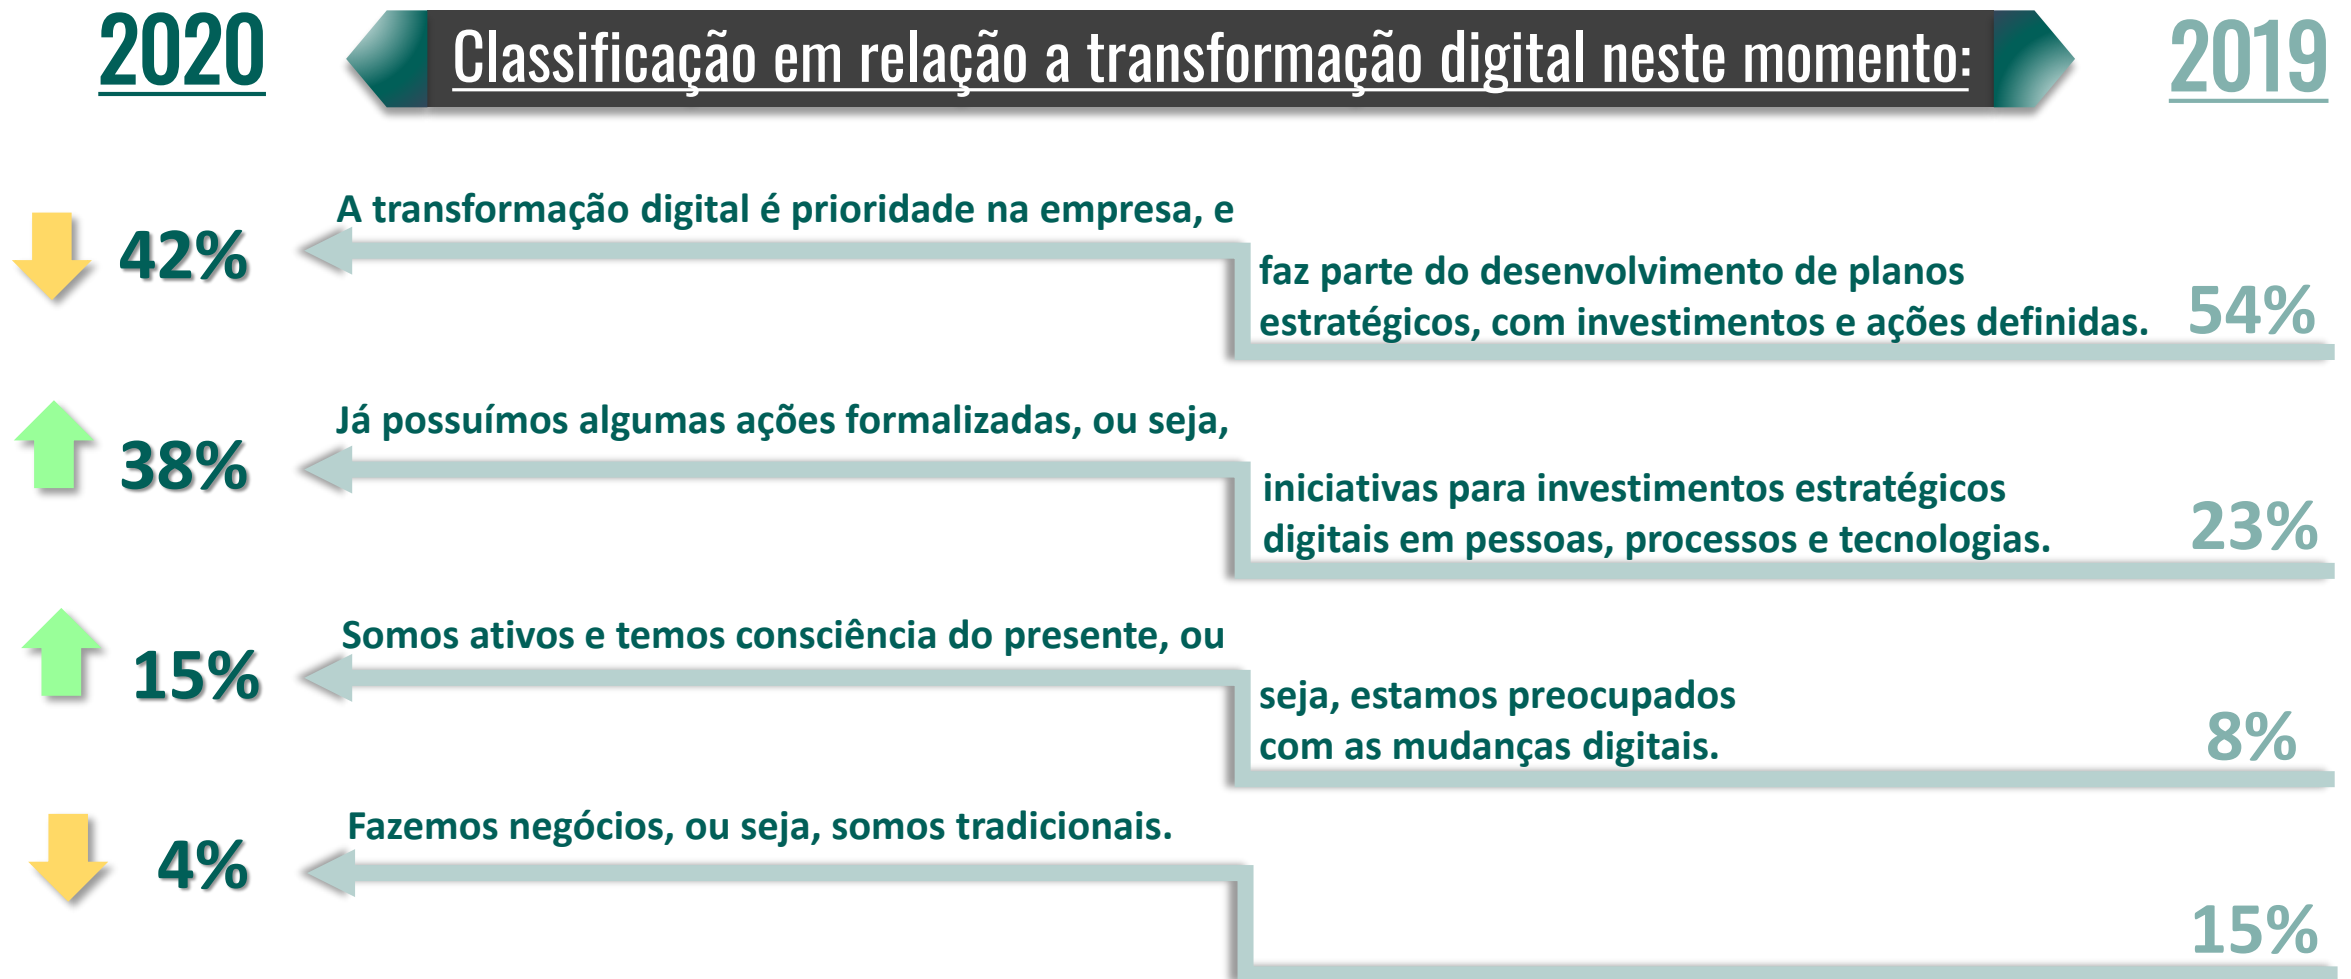 2020
Classificação em relação a transformação digital neste momento:
2019
42%
A transformação digital é prioridade na empresa, e
faz parte do desenvolvimento de planos
estratégicos, com investimentos e ações definidas.
54%
38%
Já possuímos algumas ações formalizadas, ou seja,
iniciativas para investimentos estratégicos
digitais em pessoas, processos e tecnologias.
23%
15%
Somos ativos e temos consciência do presente, ou
seja, estamos preocupados
com as mudanças digitais.
8%
4%
Fazemos negócios, ou seja, somos tradicionais.
15%